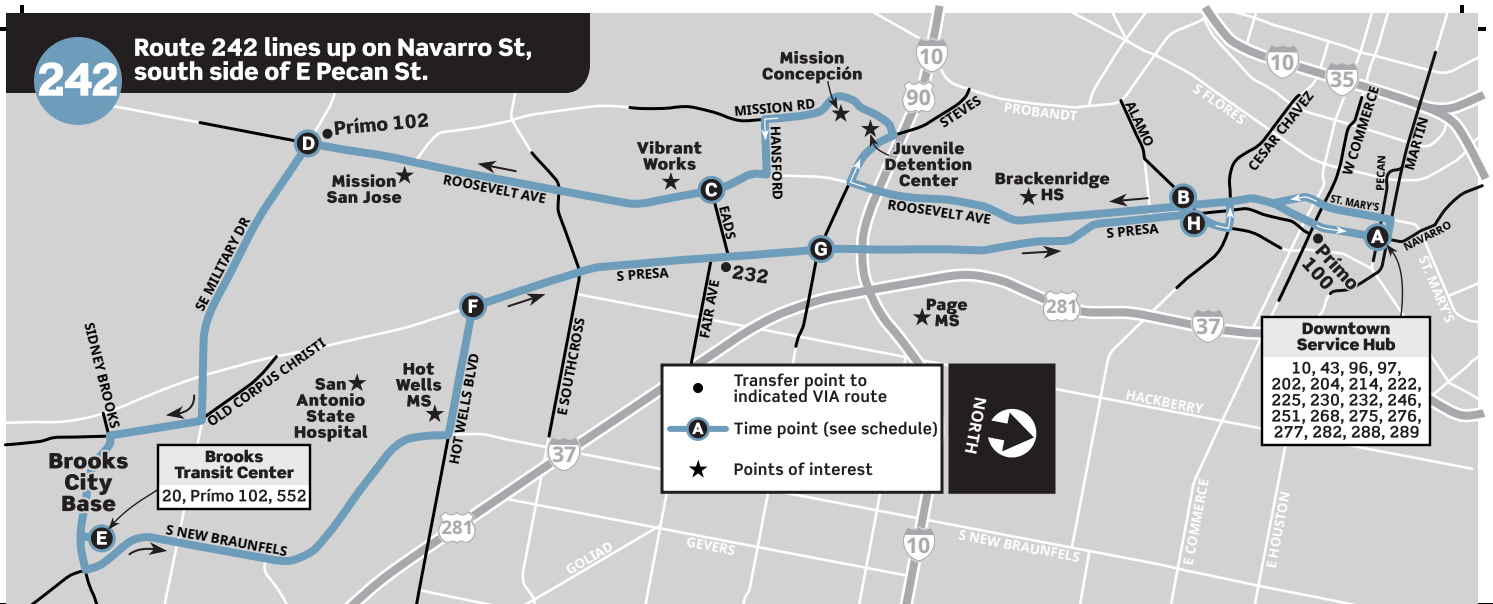 242
Route 242 lines up on Navarro St,
south side of E Pecan St.
10
90
10
35
Mission
Concepción
MISSION RD
STEVES
PROBANDT
S FLORES
ALAMO
CESAR CHAVEZ
W COMMERCE
PECAN
MARTIN
D
Prímo 102
HANSFORD
Vibrant
Works
Juvenile
Detention
Center
Mission
San Jose
ROOSEVELT AVE
C
EADS
Brackenridge
HS
ROOSEVELT AVE
B
H
S PRESA
ST. MARY'S
A
NAVARRO
ST. MARY'S
Prímo
1000
SE MILITARY DR
G
S PRESA
232
FAIR AVE
F
E SOUTHCROSS
Page
MS
281
37
Downtown
Service Hub
10, 43, 96, 97,
202, 204, 214, 222,
225, 230, 232, 246,
251, 268, 275, 276,
277, 282, 288, 289
SIDNEY BROOKS
OLD CORPUS CHRISTI
San
Antonio
State
Hospital
Hot
Wells
MS
HOT WELLS BLVD
Transfer point to
indicated VIA route
A
Time point (see schedule)
Points of interest
NORTH
HACKBERRY
37
Brooks
City
Base
Brooks
Transit Center
20, Prímo 102, 552
E
S NEW BRAUNFELS
281
GOLIAD
GEVERS
10
S NEW BRAUNFELS
E COMMERCE
E HOUSTON